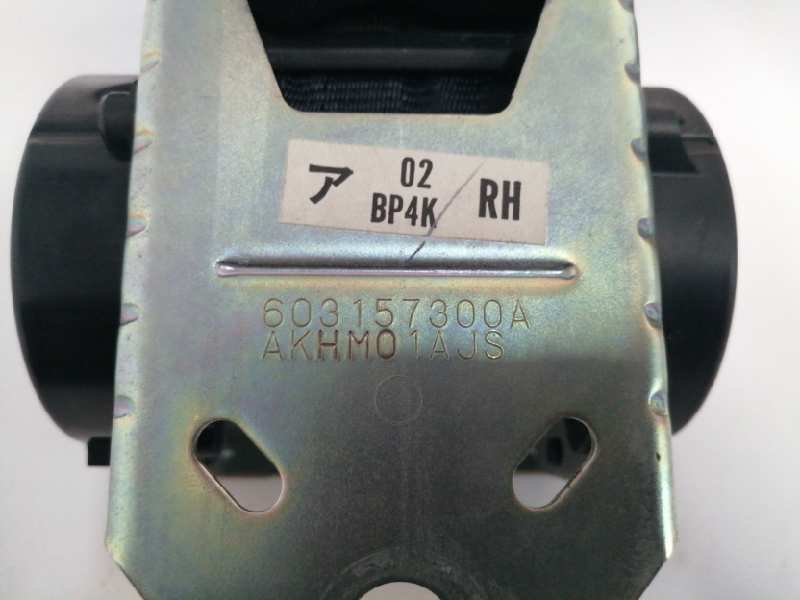 ア 02 BP4K / RH
603157300A
AKHM01AJS